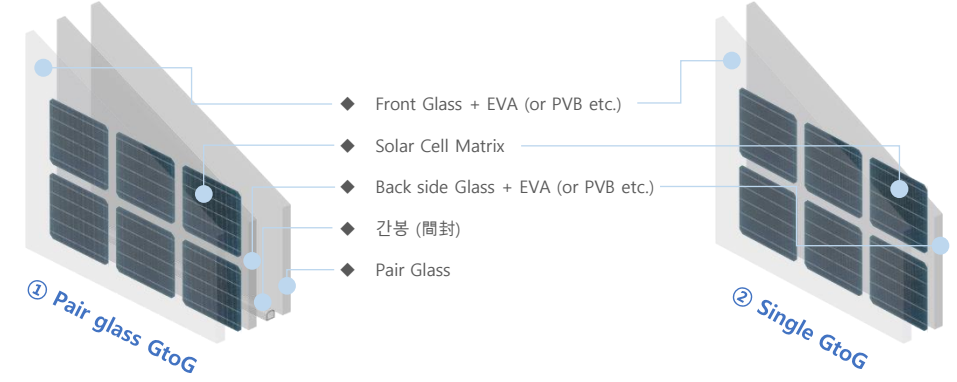 ◆ Front Glass + EVA (or PVB etc.)
◆ Solar Cell Matrix
◆ Back side Glass + EVA (or PVB etc.)
◆ 간봉 (間封)
◆ Pair Glass
① Pair glass GtoG
② Single GtoG